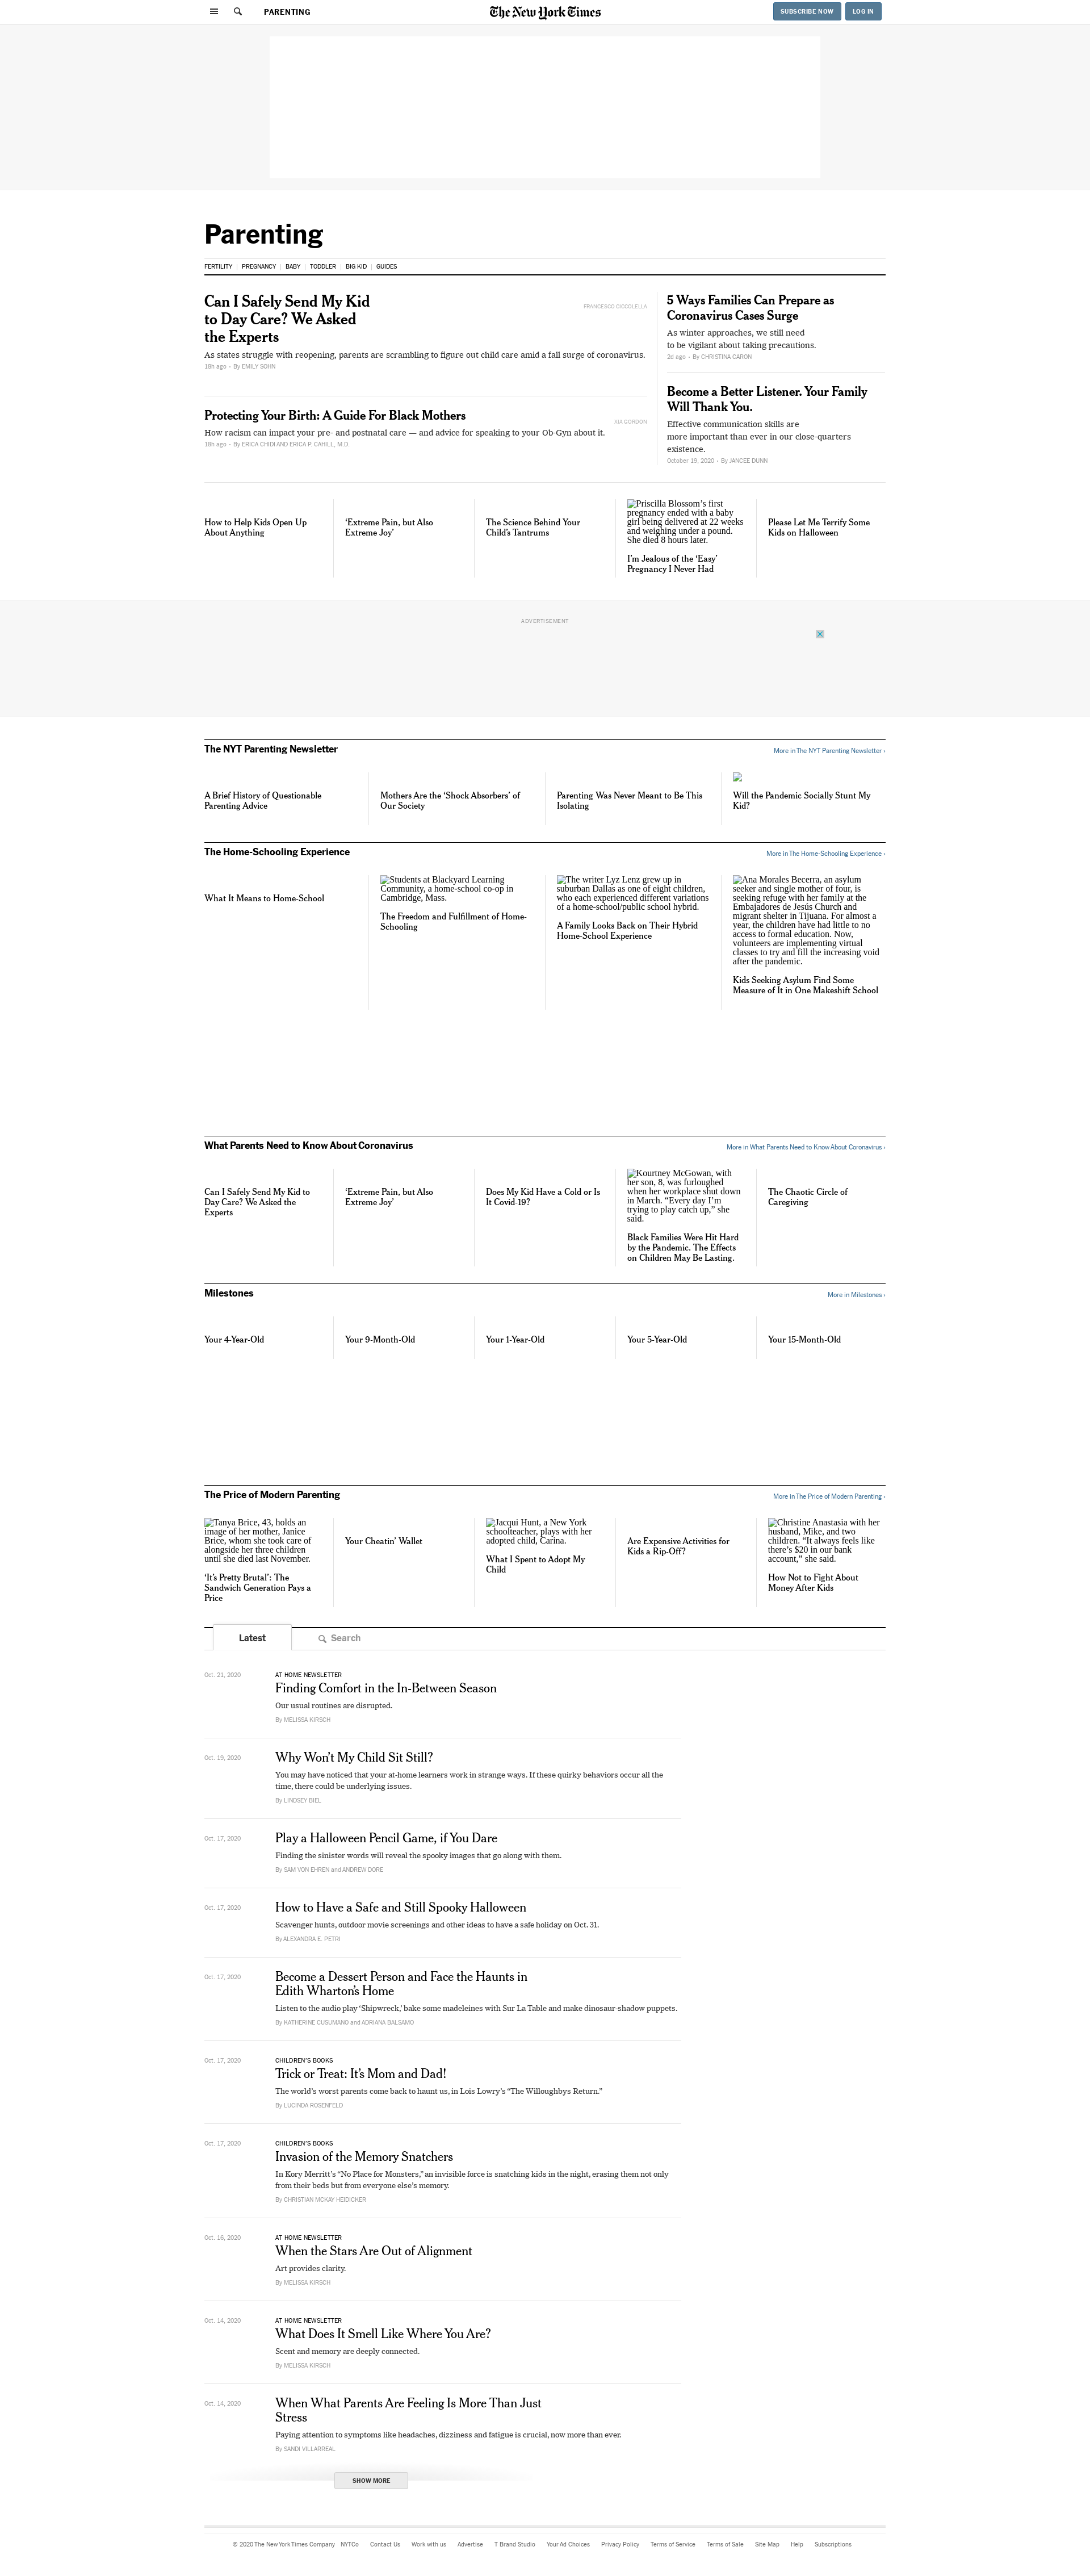 PARENTING
The New York Times
SUBSCRIBE NOW
LOG IN
Parenting
FERTILITY | PREGNANCY | BABY | TODDLER | BIG KID | GUIDES
Can I Safely Send My Kid
to Day Care? We Asked
the Experts
FRANCESCO CICCOLELLA
As states struggle with reopening, parents are scrambling to figure out child care amid a fall surge of coronavirus.
18h ago · By EMILY SOHN
Protecting Your Birth: A Guide For Black Mothers
XIA GORDON
How racism can impact your pre- and postnatal care — and advice for speaking to your Ob-Gyn about it.
18h ago · By ERICA CHIDI AND ERICA P. CAHILL, M.D.
5 Ways Families Can Prepare as
Coronavirus Cases Surge
As winter approaches, we still need
to be vigilant about taking precautions.
2d ago · By CHRISTINA CARON
Become a Better Listener. Your Family
Will Thank You.
Effective communication skills are
more important than ever in our close-quarters
existence.
October 19, 2020 · By JANCEE DUNN
How to Help Kids Open Up
About Anything
‘Extreme Pain, but Also
Extreme Joy’
The Science Behind Your
Child’s Tantrums
Priscilla Blossom’s first
pregnancy ended with a baby
girl being delivered at 22 weeks
and weighing under a pound.
She died 8 hours later.
I’m Jealous of the ‘Easy’
Pregnancy I Never Had
Please Let Me Terrify Some
Kids on Halloween
ADVERTISEMENT
The NYT Parenting Newsletter
More in The NYT Parenting Newsletter ›
A Brief History of Questionable
Parenting Advice
Mothers Are the ‘Shock Absorbers’ of
Our Society
Parenting Was Never Meant to Be This
Isolating
Will the Pandemic Socially Stunt My
Kid?
The Home-Schooling Experience
More in The Home-Schooling Experience ›
What It Means to Home-School
Students at Blackyard Learning
Community, a home-school co-op in
Cambridge, Mass.
The Freedom and Fulfillment of Home-
Schooling
The writer Lyz Lenz grew up in
suburban Dallas as one of eight children,
who each experienced different variations
of a home-school/public school hybrid.
A Family Looks Back on Their Hybrid
Home-School Experience
Ana Morales Becerra, an asylum
seeker and single mother of four, is
seeking refuge with her family at the
Embajadores de Jesús Church and
migrant shelter in Tijuana. For almost a
year, the children have had little to no
access to formal education. Now,
volunteers are implementing virtual
classes to try and fill the increasing void
after the pandemic.
Kids Seeking Asylum Find Some
Measure of It in One Makeshift School
What Parents Need to Know About Coronavirus
More in What Parents Need to Know About Coronavirus ›
Can I Safely Send My Kid to
Day Care? We Asked the
Experts
‘Extreme Pain, but Also
Extreme Joy’
Does My Kid Have a Cold or Is
It Covid-19?
Kourtney McGowan, with
her son, 8, was furloughed
when her workplace shut down
in March. “Every day I’m
trying to play catch up,” she
said.
Black Families Were Hit Hard
by the Pandemic. The Effects
on Children May Be Lasting.
The Chaotic Circle of
Caregiving
Milestones
More in Milestones ›
Your 4-Year-Old
Your 9-Month-Old
Your 1-Year-Old
Your 5-Year-Old
Your 15-Month-Old
The Price of Modern Parenting
More in The Price of Modern Parenting ›
Tanya Brice, 43, holds an
image of her mother, Janice
Brice, whom she took care of
alongside her three children
until she died last November.
‘It’s Pretty Brutal’: The
Sandwich Generation Pays a
Price
Your Cheatin’ Wallet
Jacqui Hunt, a New York
schoolteacher, plays with her
adopted child, Carina.
What I Spent to Adopt My
Child
Are Expensive Activities for
Kids a Rip-Off?
Christine Anastasia with her
husband, Mike, and two
children. “It always feels like
there’s $20 in our bank
account,” she said.
How Not to Fight About
Money After Kids
Latest
Search
Oct. 21, 2020
AT HOME NEWSLETTER
Finding Comfort in the In-Between Season
Our usual routines are disrupted.
By MELISSA KIRSCH
Oct. 19, 2020
Why Won’t My Child Sit Still?
You may have noticed that your at-home learners work in strange ways. If these quirky behaviors occur all the
time, there could be underlying issues.
By LINDSEY BIEL
Oct. 17, 2020
Play a Halloween Pencil Game, if You Dare
Finding the sinister words will reveal the spooky images that go along with them.
By SAM VON EHREN and ANDREW DORE
Oct. 17, 2020
How to Have a Safe and Still Spooky Halloween
Scavenger hunts, outdoor movie screenings and other ideas to have a safe holiday on Oct. 31.
By ALEXANDRA E. PETRI
Oct. 17, 2020
Become a Dessert Person and Face the Haunts in
Edith Wharton’s Home
Listen to the audio play ‘Shipwreck,’ bake some madeleines with Sur La Table and make dinosaur-shadow puppets.
By KATHERINE CUSUMANO and ADRIANA BALSAMO
Oct. 17, 2020
CHILDREN’S BOOKS
Trick or Treat: It’s Mom and Dad!
The world’s worst parents come back to haunt us, in Lois Lowry’s “The Willoughbys Return.”
By LUCINDA ROSENFELD
Oct. 17, 2020
CHILDREN’S BOOKS
Invasion of the Memory Snatchers
In Kory Merritt’s “No Place for Monsters,” an invisible force is snatching kids in the night, erasing them not only
from their beds but from everyone else’s memory.
By CHRISTIAN MCKAY HEIDICKER
Oct. 16, 2020
AT HOME NEWSLETTER
When the Stars Are Out of Alignment
Art provides clarity.
By MELISSA KIRSCH
Oct. 14, 2020
AT HOME NEWSLETTER
What Does It Smell Like Where You Are?
Scent and memory are deeply connected.
By MELISSA KIRSCH
Oct. 14, 2020
When What Parents Are Feeling Is More Than Just
Stress
Paying attention to symptoms like headaches, dizziness and fatigue is crucial, now more than ever.
By SANDI VILLARREAL
SHOW MORE
© 2020 The New York Times Company NYTCo Contact Us Work with us Advertise T Brand Studio Your Ad Choices Privacy Policy Terms of Service Terms of Sale Site Map Help Subscriptions